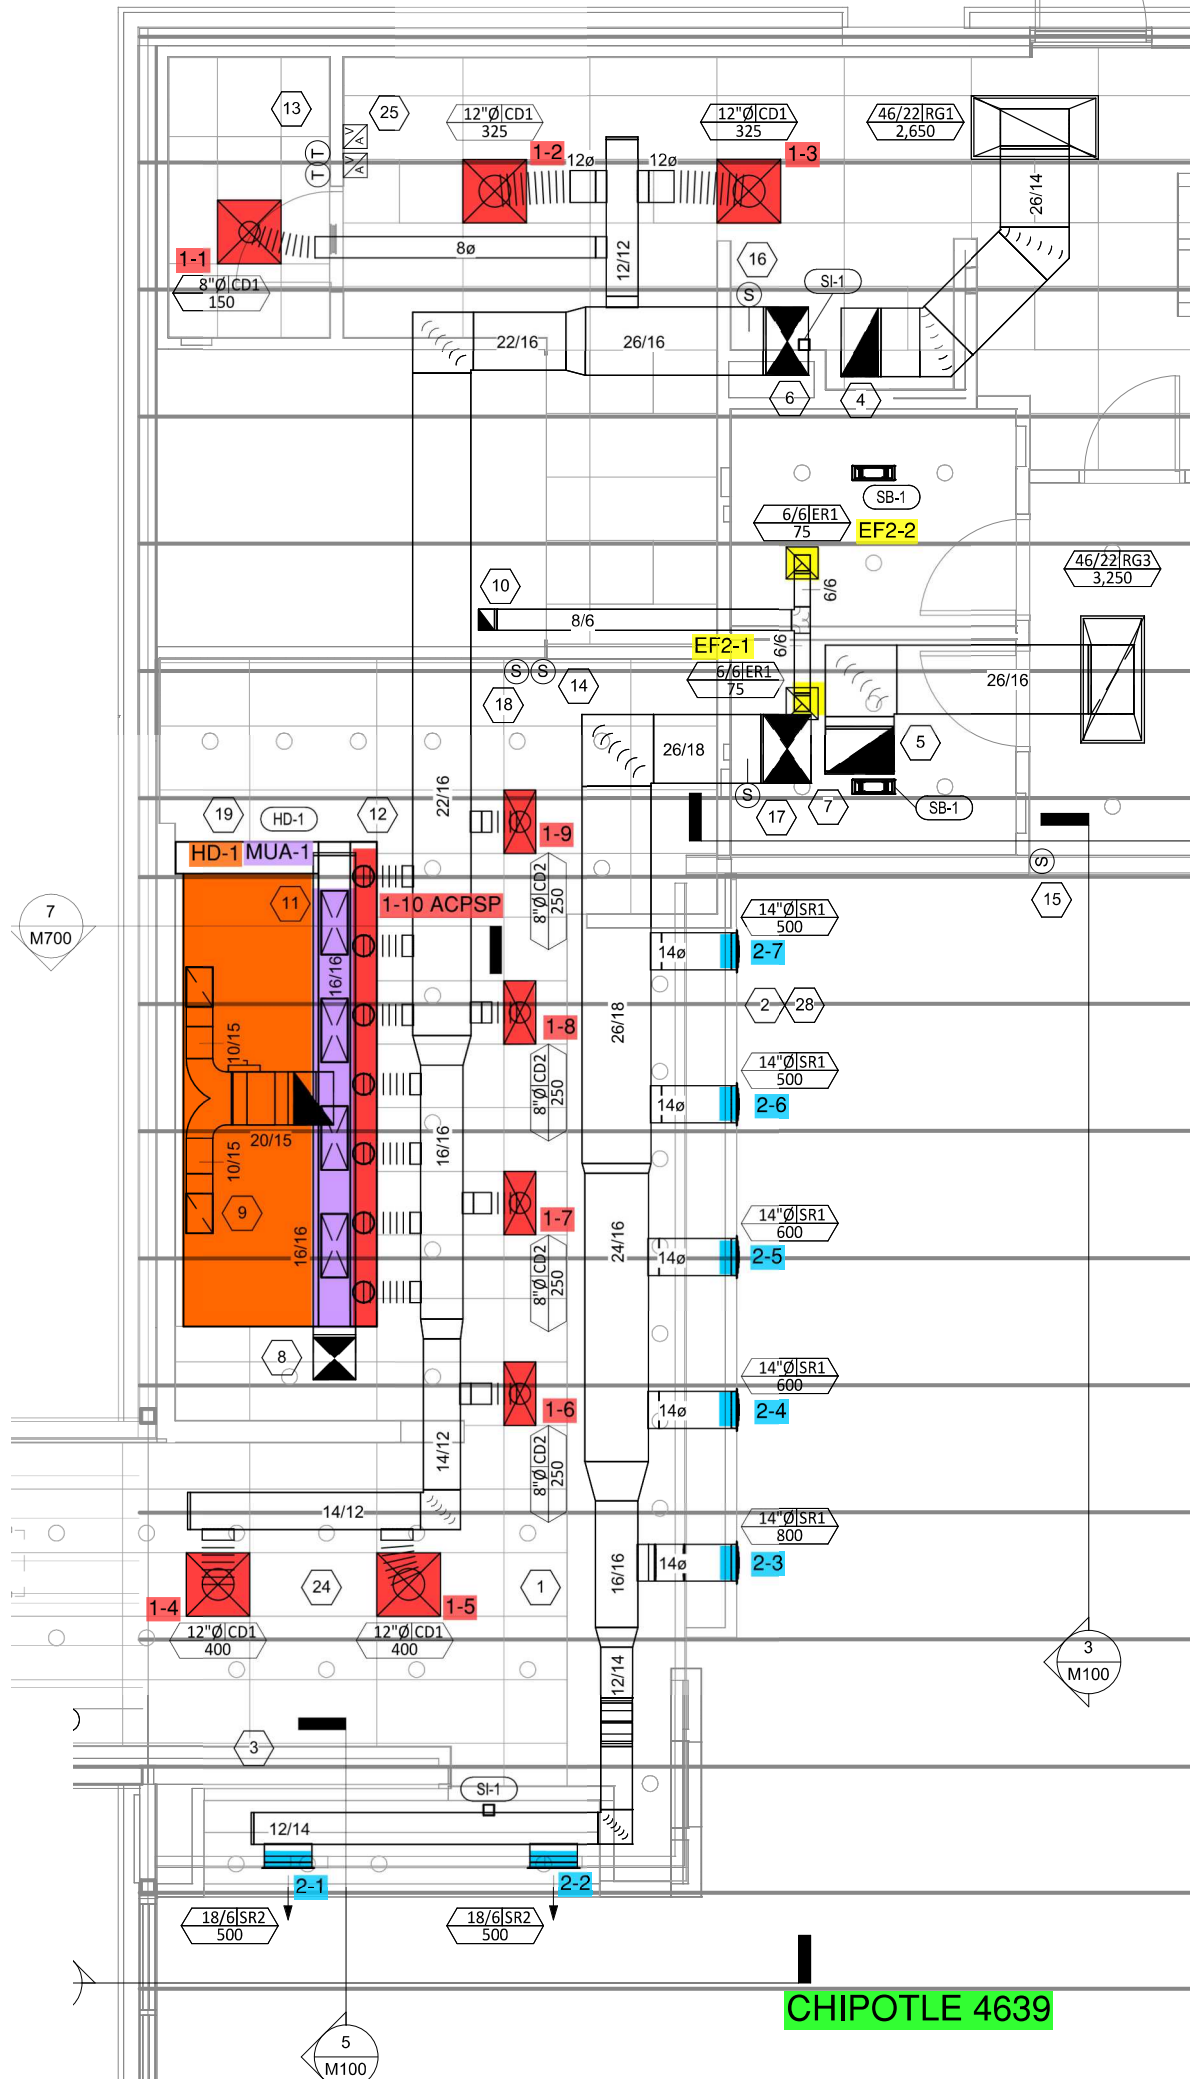 13
25
12"Ø CD1
325
12"Ø CD1
325
46/22 RG1
2,650
T
T
V
A
V
A
1-2
12ø
12ø
1-3
26/14
1-1
8ø
12/12
8"Ø CD1
150
16
S
SI-1
22/16
26/16
6
4
SB-1
6/6 ER1
75
EF2-2
46/22 RG3
3,250
10
6/6
8/6
EF2-1
6/6
6/6 ER1
75
S
S
14
18
26/16
5
26/18
S
17
7
SB-1
22/16
19
HD-1
12
HD-1
MUA-1
1-9
S
15
8"Ø CD2
250
11
1-10 ACPSP
7
M700
14"Ø SR1
500
14ø
2-7
16/16
2
28
26/18
1-8
10/15
8"Ø CD2
250
14"Ø SR1
500
14ø
2-6
20/15
16/16
10/15
9
1-7
14"Ø SR1
600
24/16
14ø
2-5
16/16
8"Ø CD2
250
8
14"Ø SR1
600
1-6
14ø
2-4
14/12
8"Ø CD2
250
14/12
14"Ø SR1
800
16/16
14ø
2-3
1-4
24
1-5
1
12"Ø CD1
400
12"Ø CD1
400
12/14
3
M100
3
SI-1
12/14
2-1
2-2
18/6 SR2
500
18/6 SR2
500
CHIPOTLE 4639
5
M100